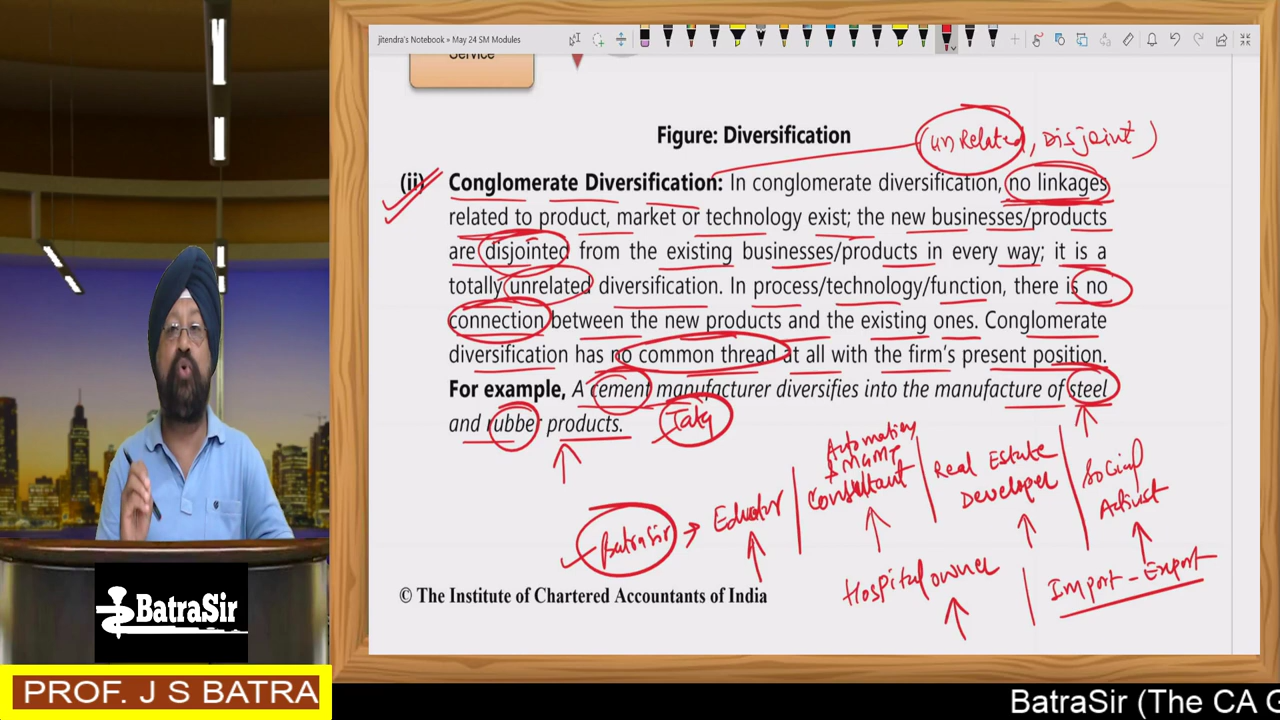 jitendra's Notebook » May 24 SM Modules
Service
Figure: Diversification
(unRelated, Disjoint)
(ii) Conglomerate Diversification: In conglomerate diversification, no linkages
related to product, market or technology exist; the new businesses/products
are disjointed from the existing businesses/products in every way; it is a
totally unrelated diversification. In process/technology/function, there is no
connection between the new products and the existing ones. Conglomerate
diversification has no common thread at all with the firm's present position.
For example, A cement manufacturer diversifies into the manufacture of steel
and rubber products. Tata
BatraSir → Educator
Automation
+ MGMT
Consultant
Real Estate
Developer
Social
Activist
Hospital owner
Import - Export
© The Institute of Chartered Accountants of India
BatraSir
PROF. J S BATRA
BatraSir (The CA G